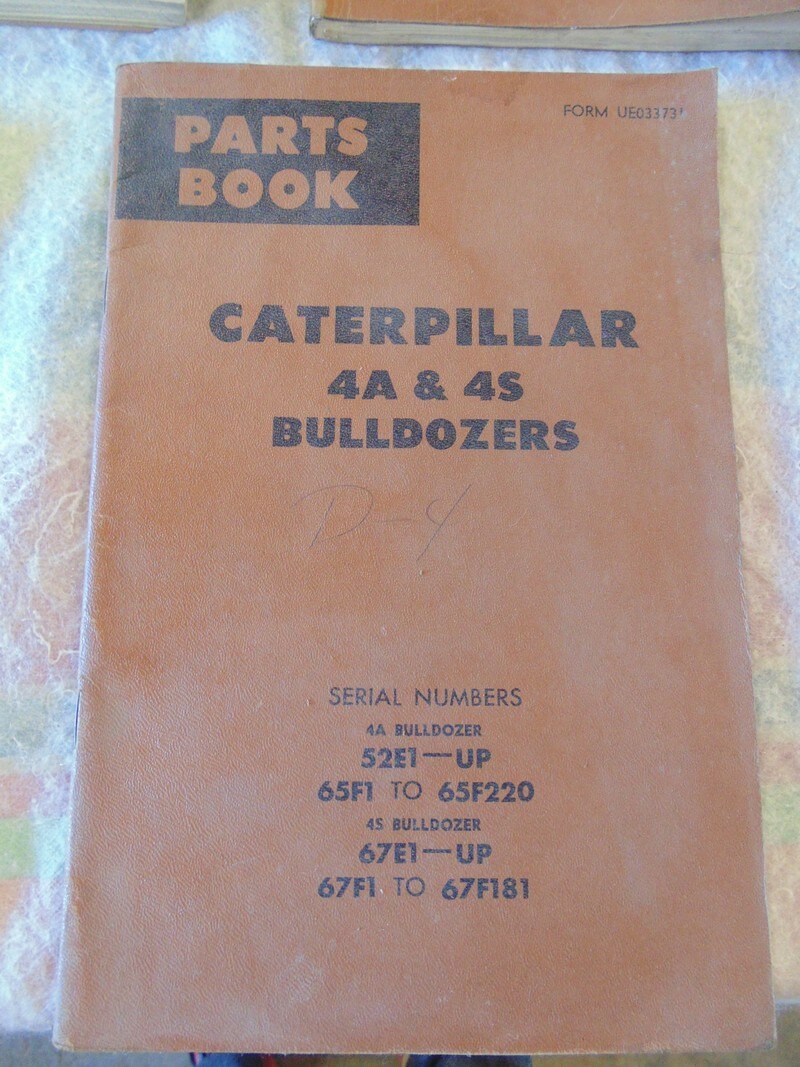 PARTS
BOOK
FORM UE033731
CATERPILLAR
4A & 4S
BULLDOZERS
D-4
SERIAL NUMBERS
4A BULLDOZER
52E1—UP
65F1 TO 65F220
4S BULLDOZER
67E1—UP
67F1 TO 67F181